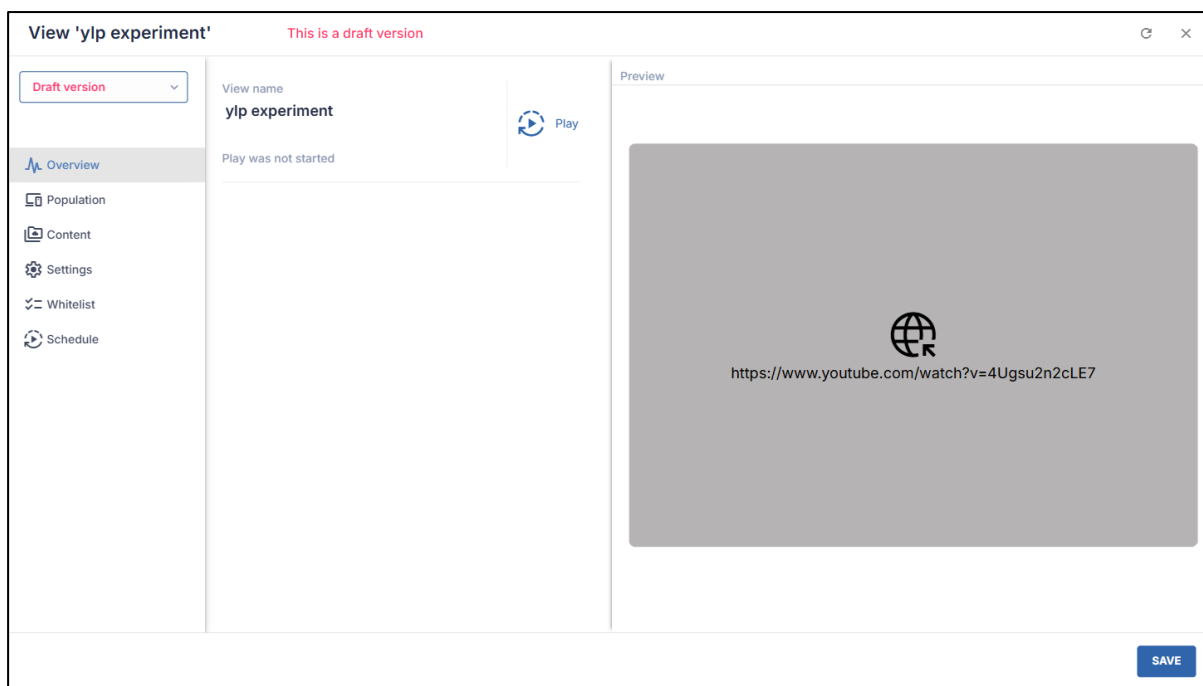 View 'ylp experiment'
This is a draft version
Draft version
Overview
Population
Content
Settings
Whitelist
Schedule
View name
ylp experiment
Play
Play was not started
Preview
https://www.youtube.com/watch?v=4Ugsu2n2cLE7
SAVE